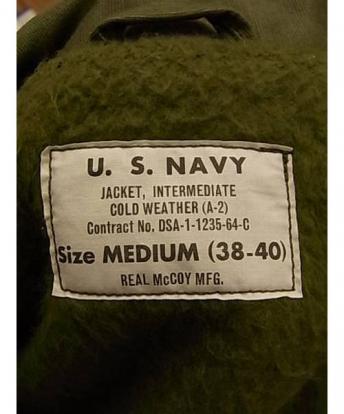 U. S. NAVY
JACKET, INTERMEDIATE
COLD WEATHER (A-2)
Contract No. DSA-1-1235-64-C
Size MEDIUM (38-40)
REAL McCOY MFG.